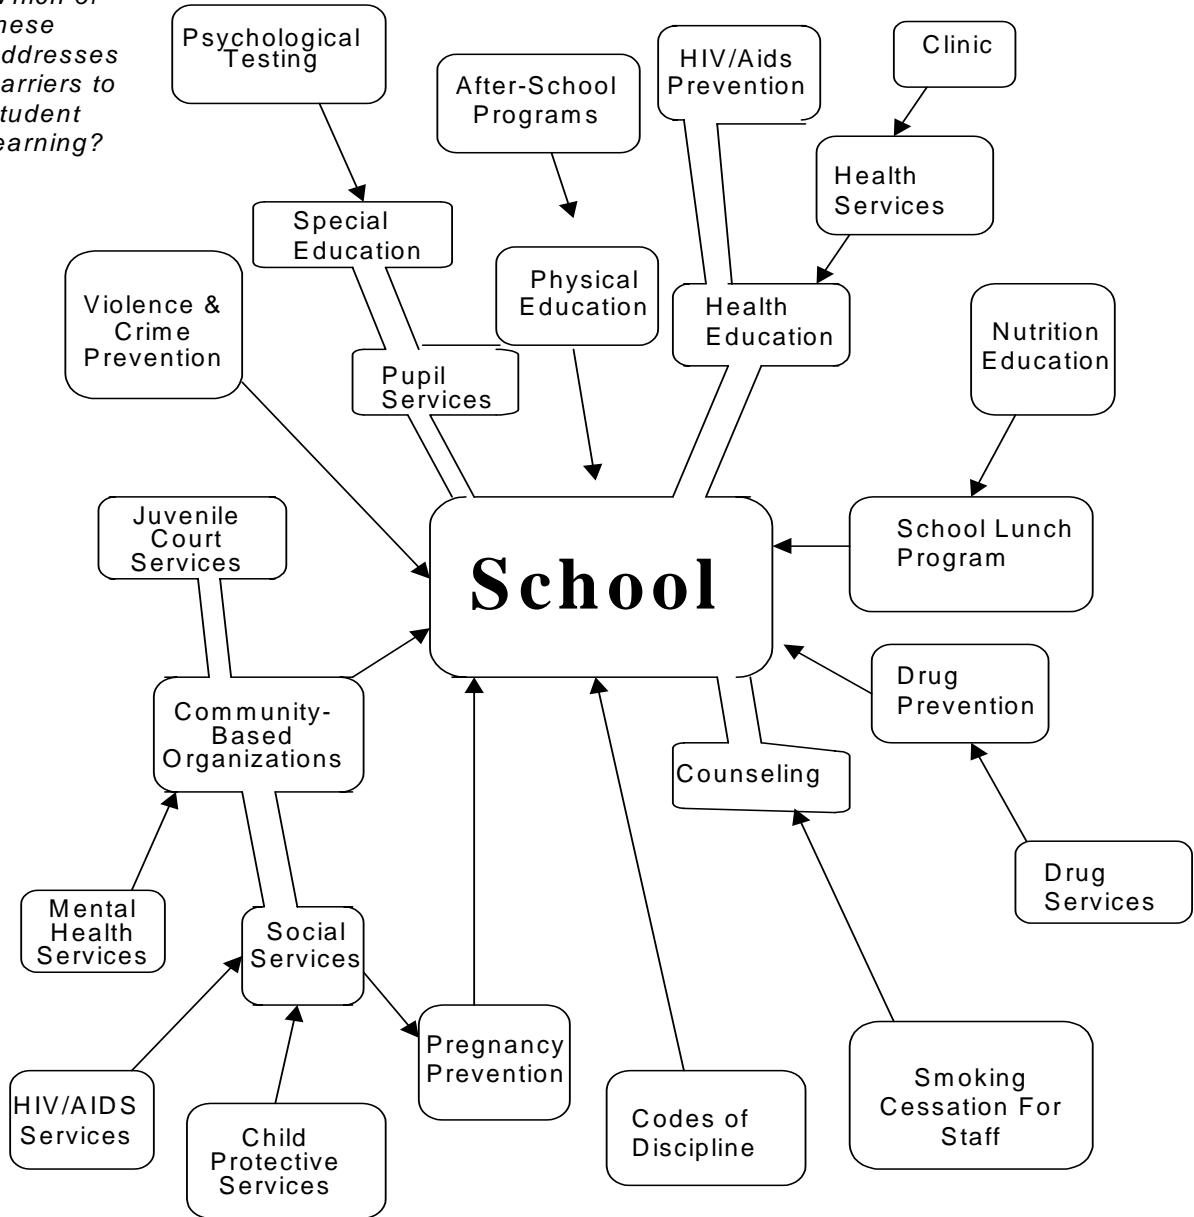 hese
ddresses
arriers to
tudent
earning?
Psychological
Testing
After-School
Programs
HIV/Aids
Prevention
Clinic
Health
Services
Special
Education
Physical
Education
Health
Education
Violence &
Crime
Prevention
Nutrition
Education
Pupil
Services
Juvenile
Court
Services
School
School Lunch
Program
Community-
Based
Organizations
Drug
Prevention
Counseling
Drug
Services
Mental
Health
Services
Social
Services
Pregnancy
Prevention
HIV/AIDS
Services
Child
Protective
Services
Codes of
Discipline
Smoking
Cessation For
Staff